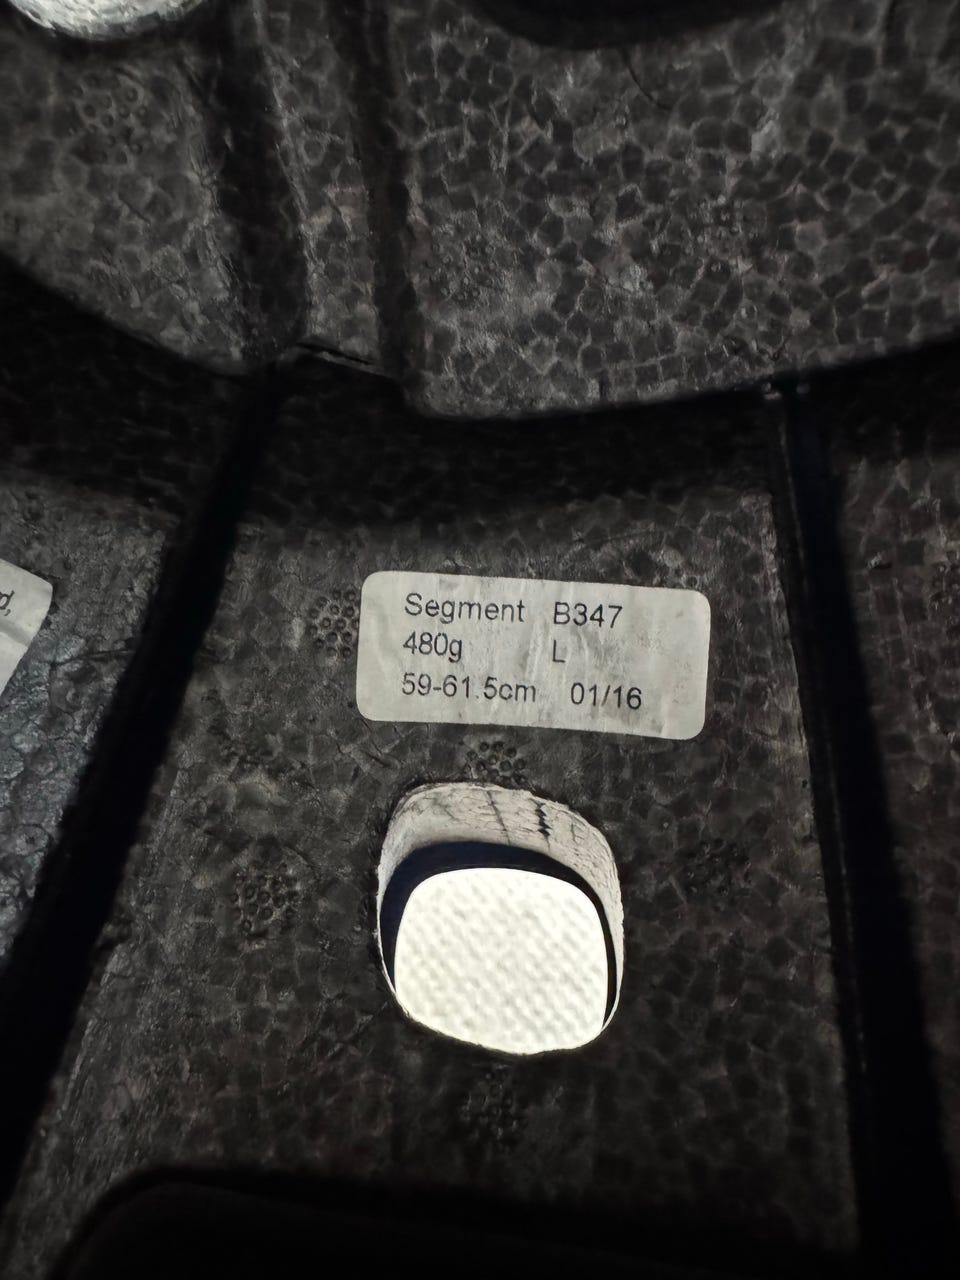 Segment B347
480g L
59-61.5cm 01/16